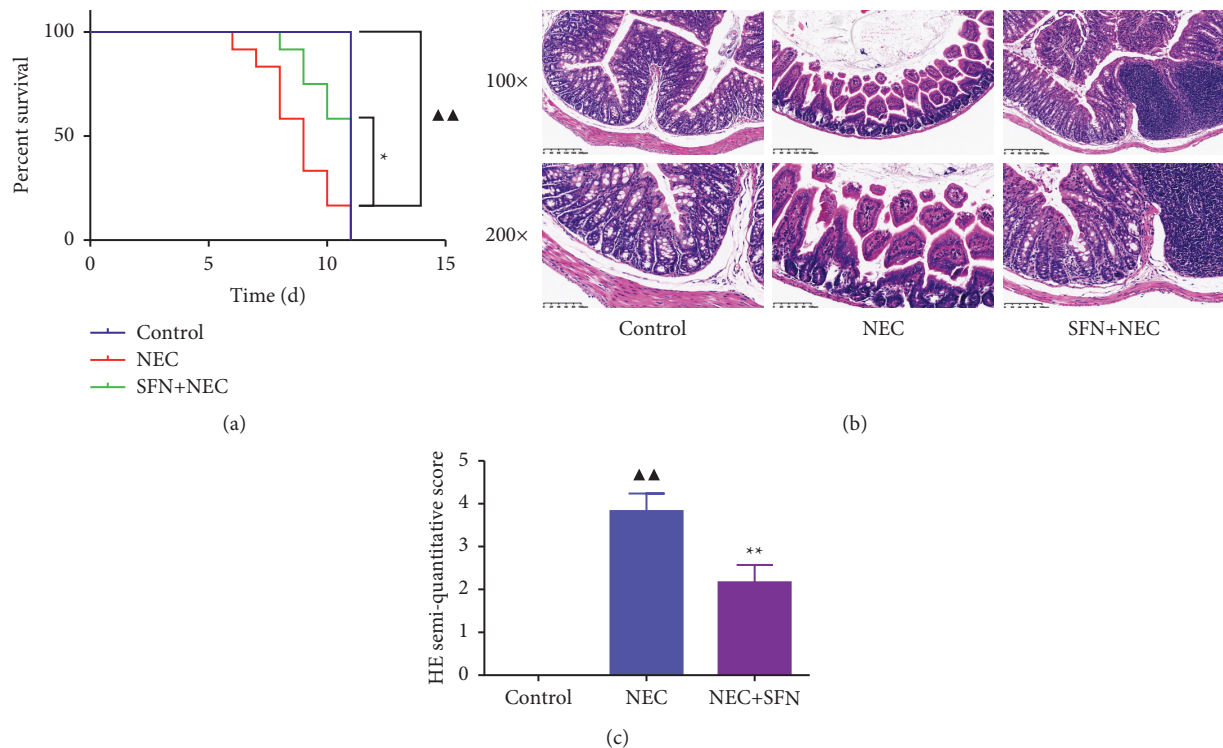 Percent survival
100
50
0
0 5 10 15
Time (d)
▲▲
*
Control
NEC
SFN+NEC
(a)
100×
200×
Control NEC SFN+NEC
(b)
HE semi-quantitative score
5
4
3
2
1
0
▲▲
**
Control NEC NEC+SFN
(c)